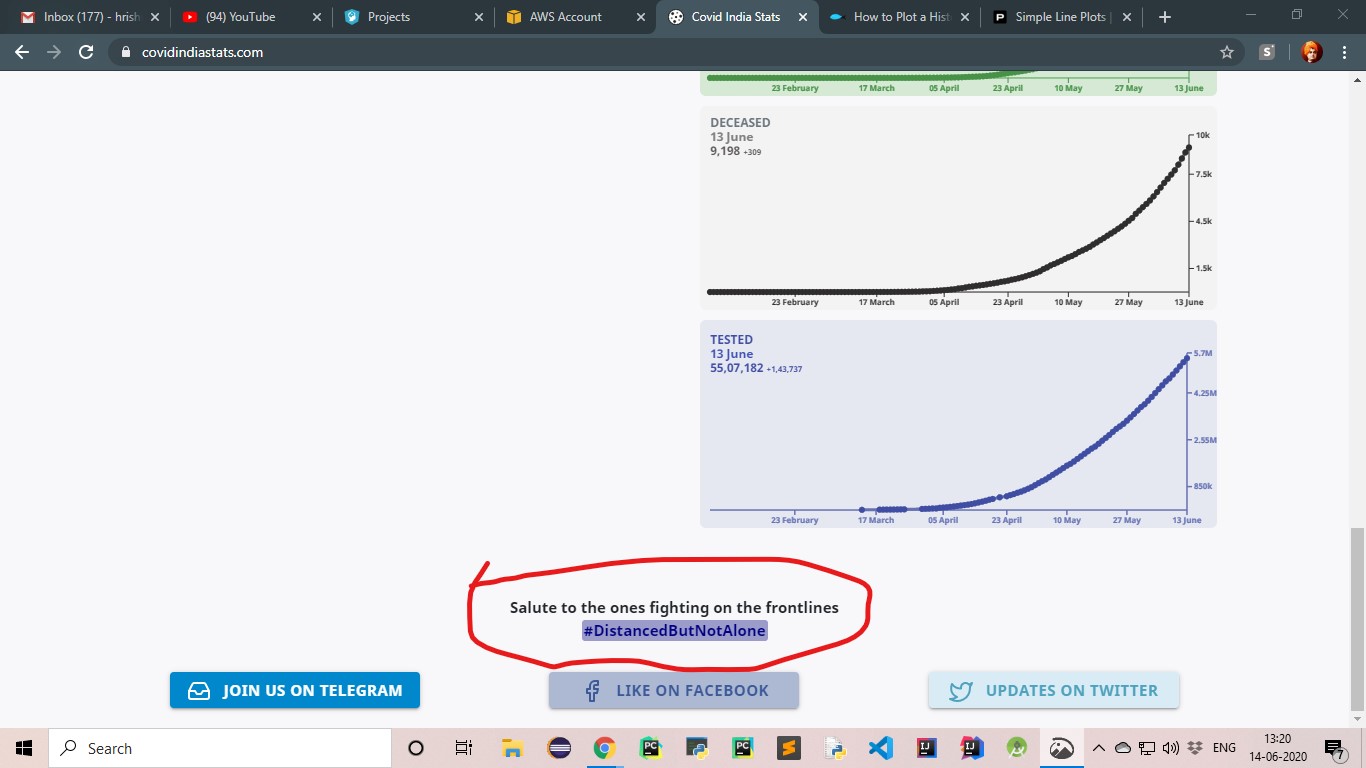 Inbox (177) - hrish
(94) YouTube
Projects
AWS Account
Covid India Stats
How to Plot a Hist
Simple Line Plots |
covidindiastats.com
S
23 February 17 March 05 April 23 April 10 May 27 May 13 June
DECEASED
13 June
9,198 +309
10k
7.5k
4.5k
1.5k
23 February 17 March 05 April 23 April 10 May 27 May 13 June
TESTED
13 June
55,07,182 +1,43,737
5.7M
4.25M
2.55M
850k
23 February 17 March 05 April 23 April 10 May 27 May 13 June
Salute to the ones fighting on the frontlines
#DistancedButNotAlone
JOIN US ON TELEGRAM
LIKE ON FACEBOOK
UPDATES ON TWITTER
Search
PC
PC
IJ
IJ
ENG
13:20
14-06-2020
7